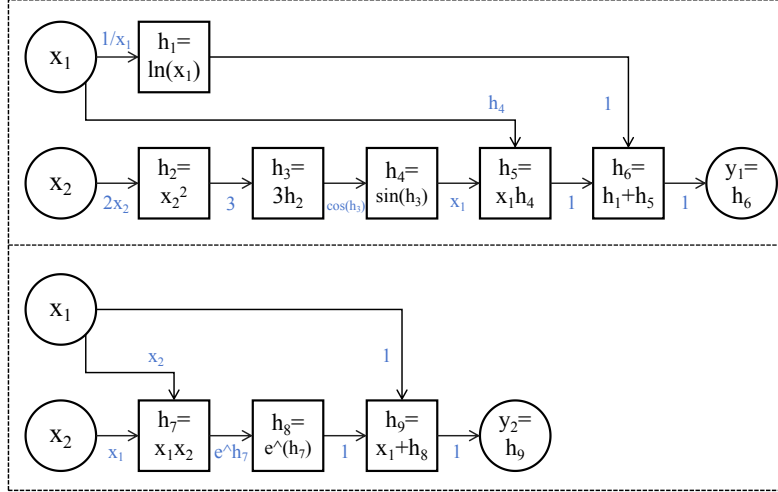 x₁
1/x₁
h₁=
ln(x₁)
h₄
1
x₂
2x₂
h₂=
x₂²
3
h₃=
3h₂
cos(h₃)
h₄=
sin(h₃)
x₁
h₅=
x₁h₄
1
h₆=
h₁+h₅
1
y₁=
h₆
x₁
x₂
1
x₂
x₁
h₇=
x₁x₂
e^h₇
h₈=
e^(h₇)
1
h₉=
x₁+h₈
1
y₂=
h₉